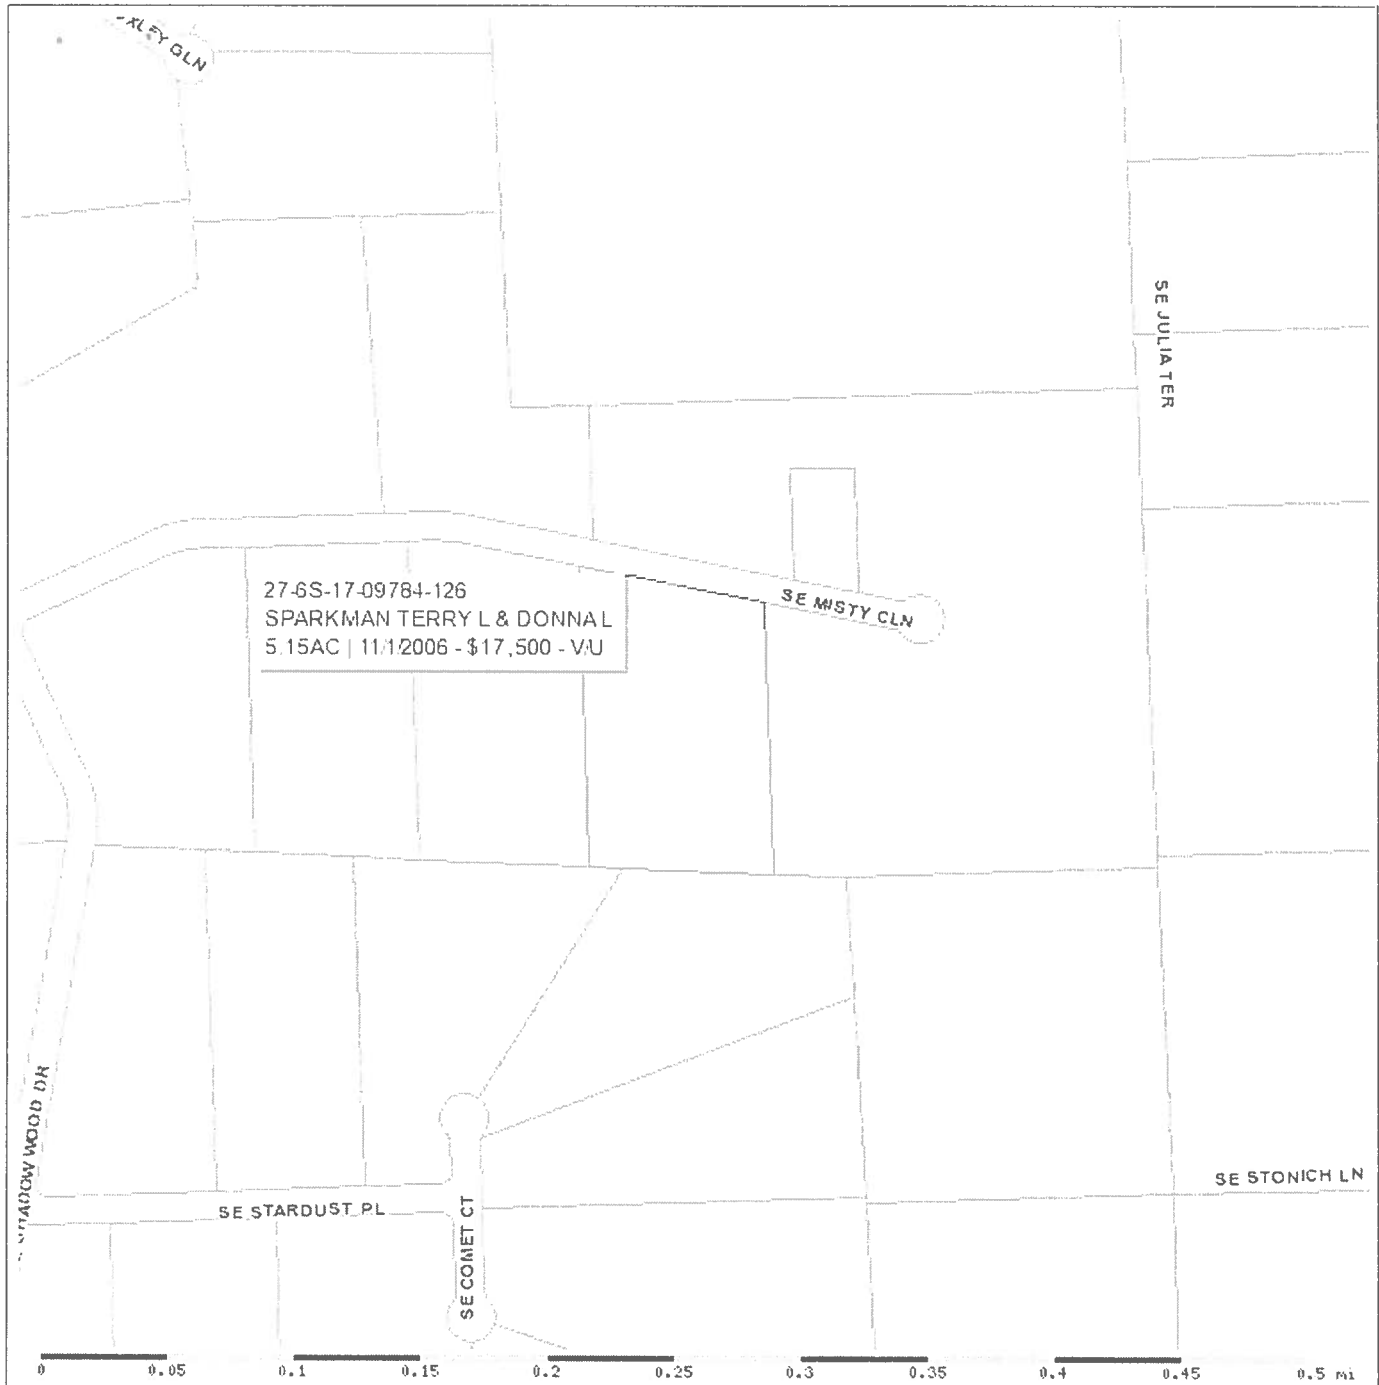 GLN
SE JULIA TER
27-6S-17-09784-126
SPARKMAN TERRY L & DONNA L
5.15AC | 11/1/2006 - $17,500 - V/U
SE MISTY CLN
SE STONICH LN
SE STARDUST PL
SE COMET CT
DR
0 0.05 0.1 0.15 0.2 0.25 0.3 0.35 0.4 0.45 0.5 mi